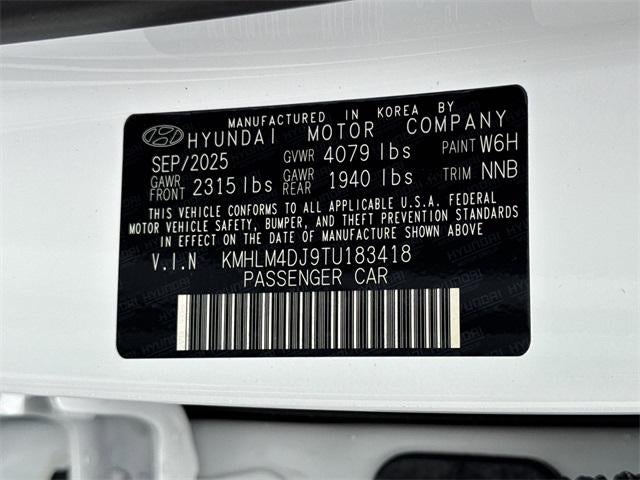 MANUFACTURED IN KOREA BY
HYUNDAI MOTOR COMPANY
SEP/2025 GVWR 4079 lbs PAINT W6H
GAWR FRONT 2315 lbs GAWR REAR 1940 lbs TRIM NNB
THIS VEHICLE CONFORMS TO ALL APPLICABLE U.S.A. FEDERAL
MOTOR VEHICLE SAFETY, BUMPER, AND THEFT PREVENTION STANDARDS
IN EFFECT ON THE DATE OF MANUFACTURE SHOWN ABOVE
V.I.N KMHLM4DJ9TU183418
PASSENGER CAR